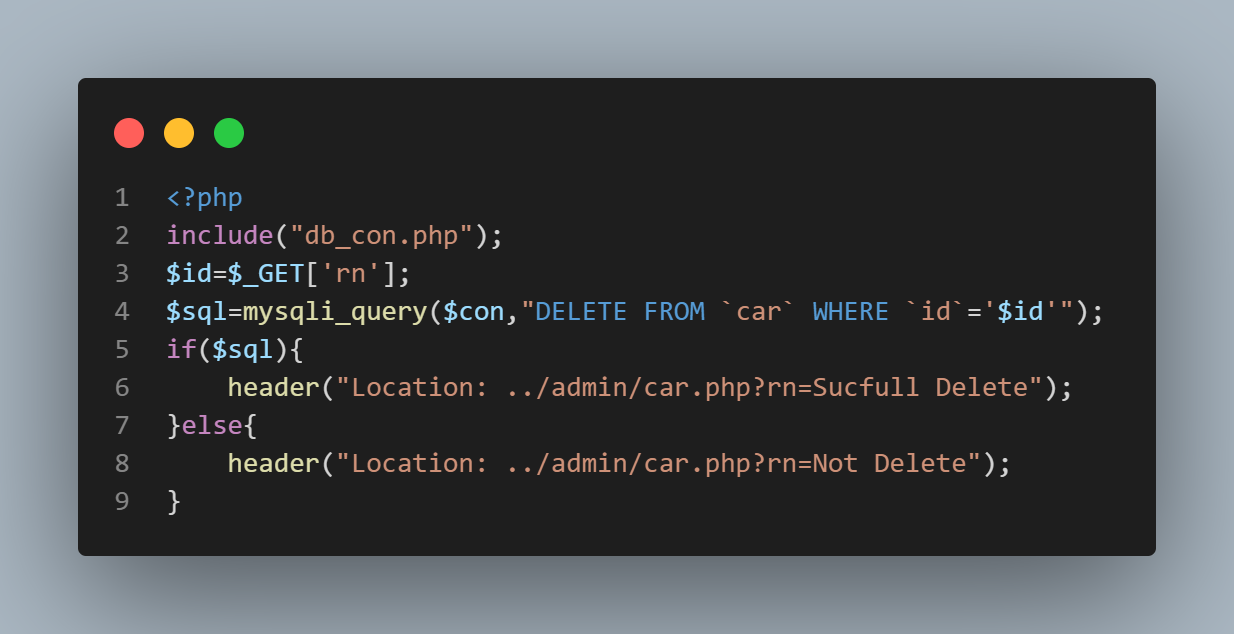 1 <?php
2 include("db_con.php");
3 $id=$_GET['rn'];
4 $sql=mysqli_query($con,"DELETE FROM `car` WHERE `id`='$id'");
5 if($sql){
6     header("Location: ../admin/car.php?rn=Sucfull Delete");
7 }else{
8     header("Location: ../admin/car.php?rn=Not Delete");
9 }